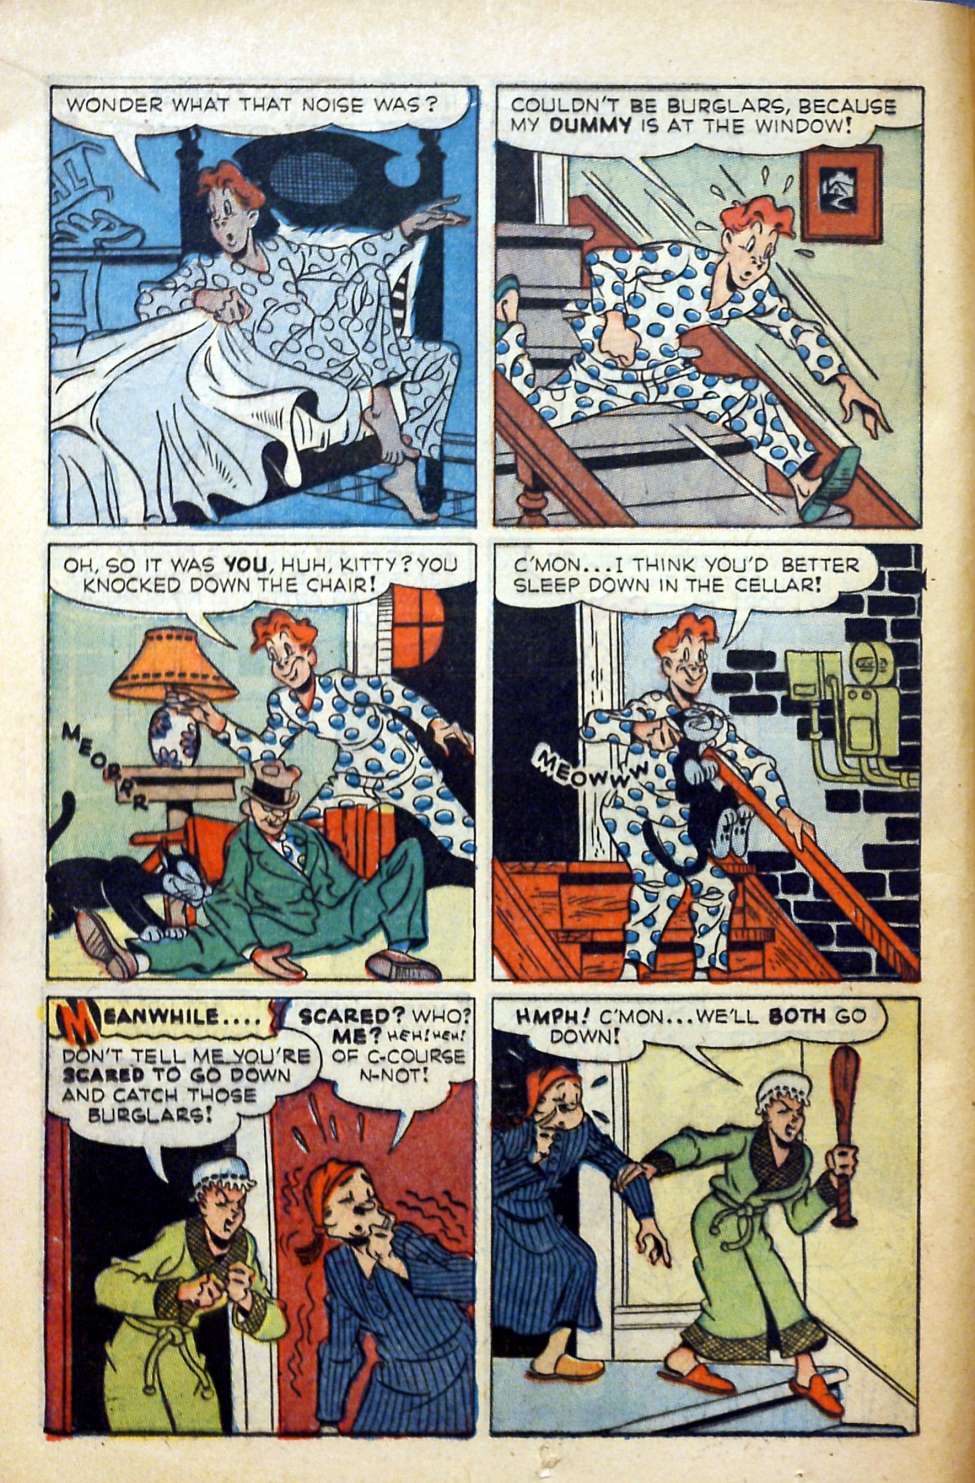 WONDER WHAT THAT NOISE WAS?
COULDN'T BE BURGLARS, BECAUSE
MY DUMMY IS AT THE WINDOW!
OH, SO IT WAS YOU, HUH, KITTY? YOU
KNOCKED DOWN THE CHAIR!
MEORRRR
C'MON...I THINK YOU'D BETTER
SLEEP DOWN IN THE CELLAR!
MEOWWW
MEANWHILE....
DON'T TELL ME YOU'RE
SCARED TO GO DOWN
AND CATCH THOSE
BURGLARS!
SCARED? WHO?
ME? HEH! HEH!
OF C-COURSE
N-NOT!
HMPH! C'MON...WE'LL BOTH GO
DOWN!